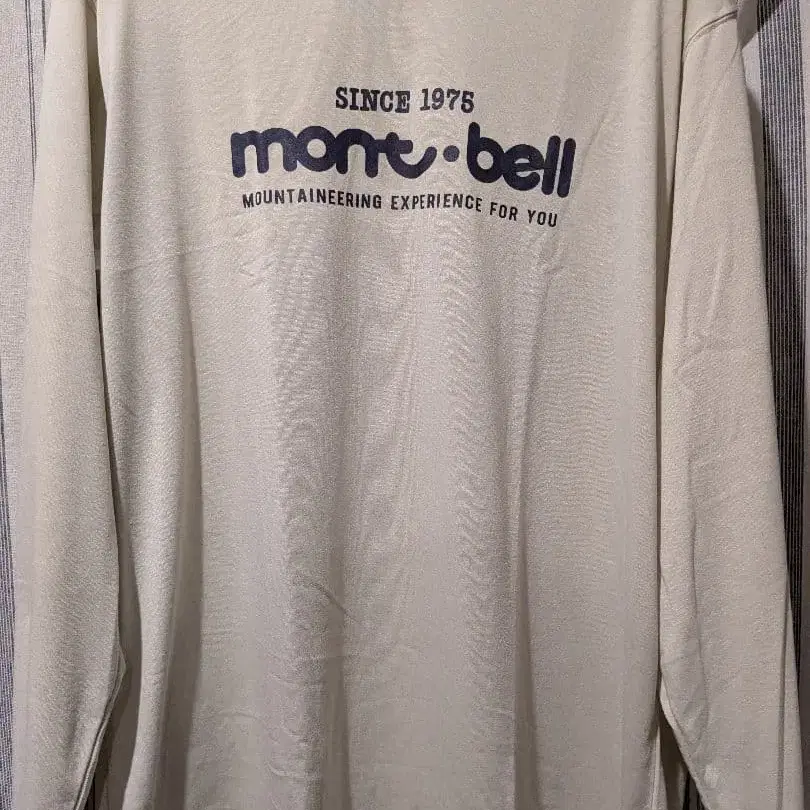 SINCE 1975
mont·bell
MOUNTAINEERING EXPERIENCE FOR YOU